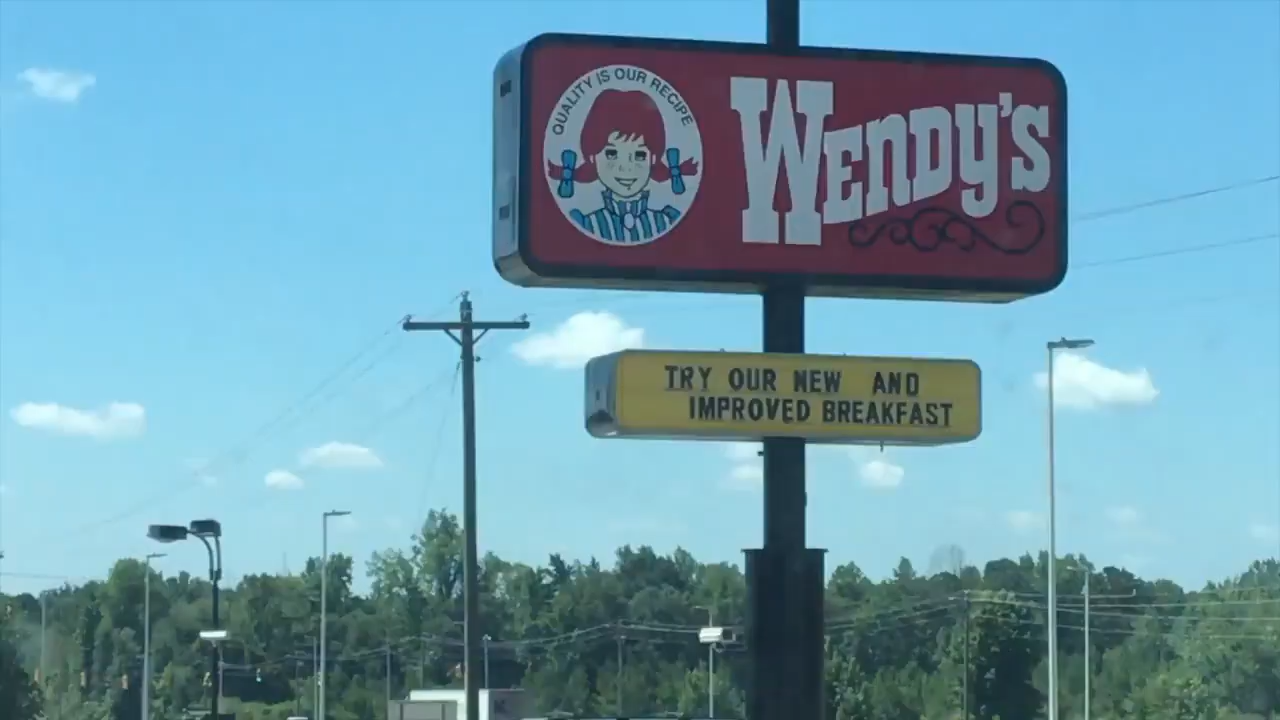 QUALITY IS OUR RECIPE
WENDY'S
TRY OUR NEW AND
IMPROVED BREAKFAST